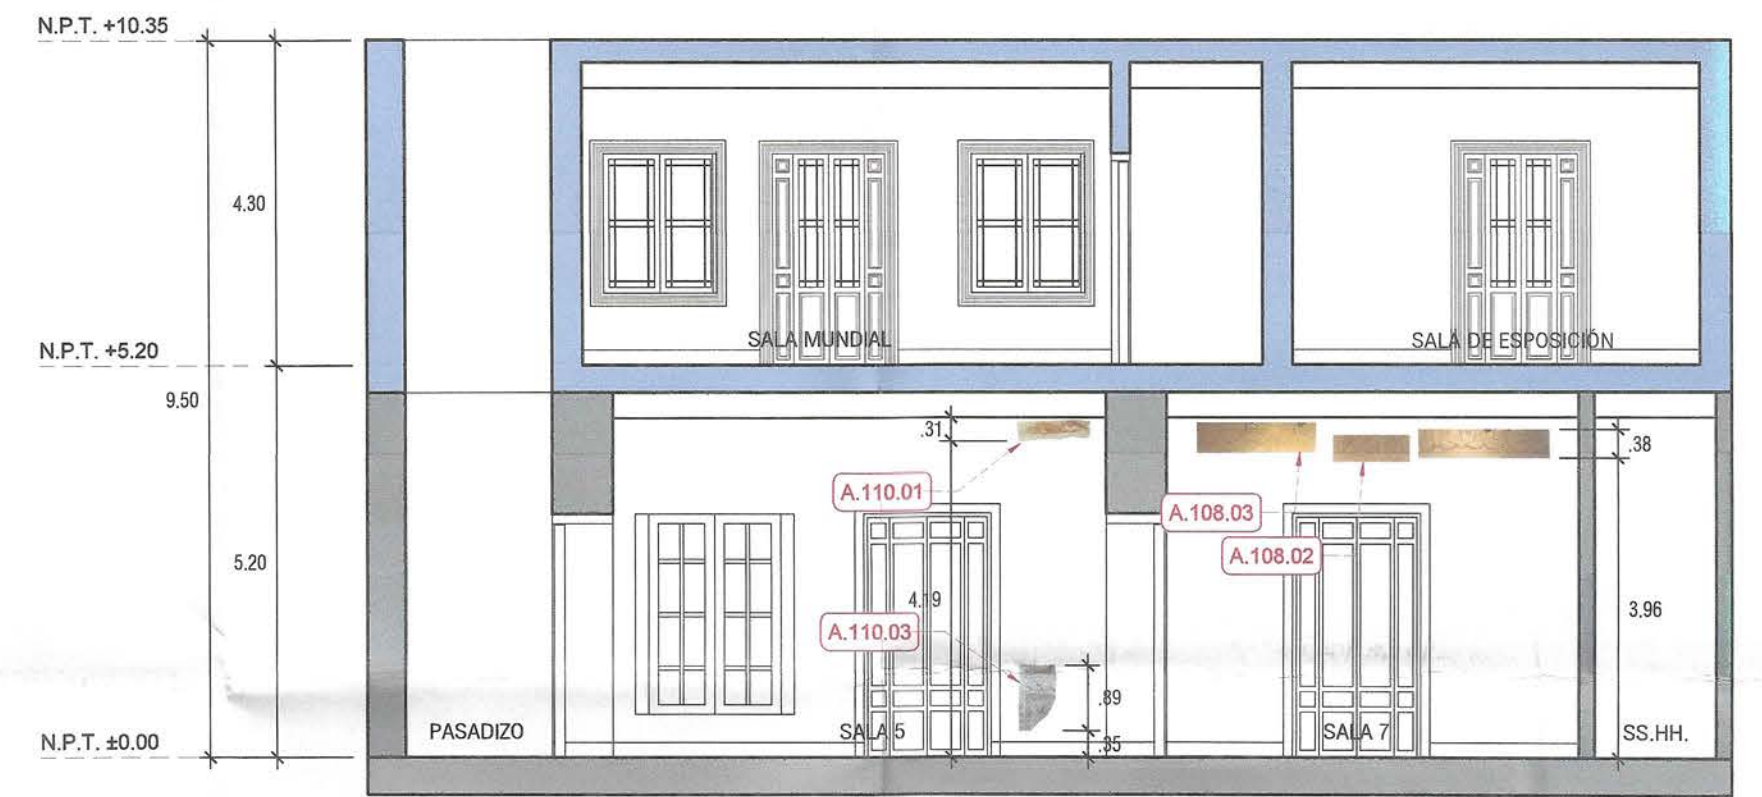 N.P.T. +10.35
4.30
SALA MUNDIAL
SALA DE ESPOSICIÓN
N.P.T. +5.20
9.50
.31
.38
A.110.01
A.108.03
A.108.02
5.20
4.19
3,96
A.110.03
.89
PASADIZO
SALA 5
SALA 7
SS.HH.
.35
N.P.T. ±0.00